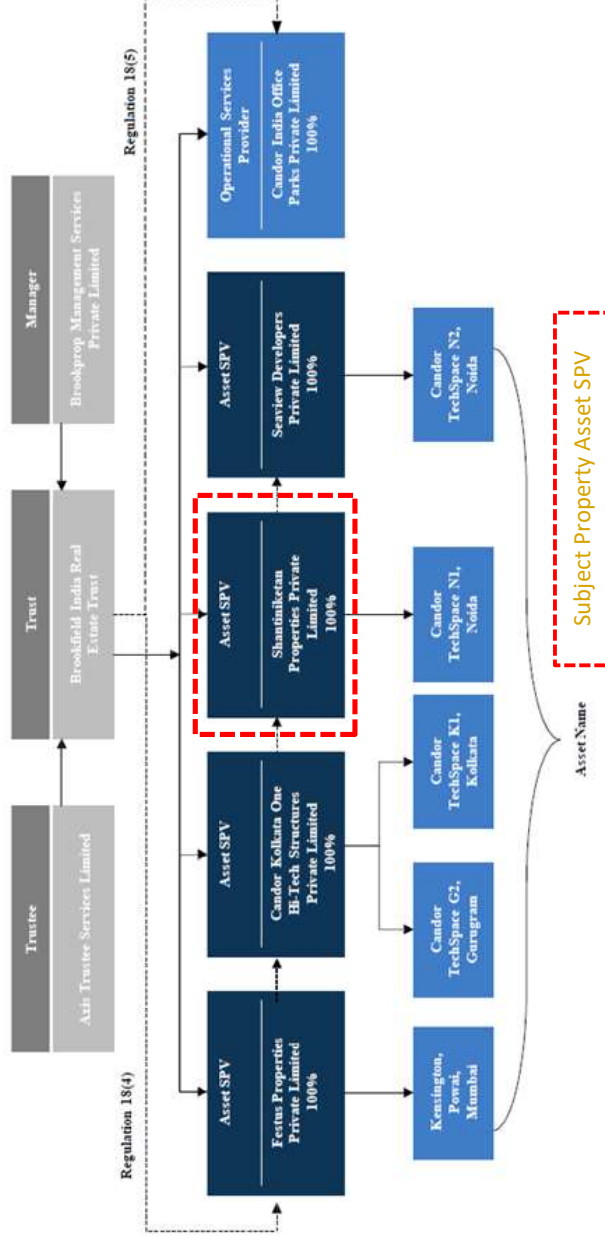 Trustee
Axis Trustee Services Limited
Trust
Brookfield India Real
Estate Trust
Manager
Brookprop Management Services
Private Limited
Regulation 18(4)
Regulation 18(5)
Asset SPV
Festus Properties
Private Limited
100%
Asset SPV
Candor Kolkata One
Hi-Tech Structures
Private Limited
100%
Asset SPV
Shantiniketan
Properties Private
Limited
100%
Asset SPV
Seaview Developers
Private Limited
100%
Operational Services
Provider
Candor India Office
Parks Private Limited
100%
Kensington,
Powai,
Mumbai
Candor
TechSpace G2,
Gurugram
Candor
TechSpace K1,
Kolkata
Candor
TechSpace N1,
Noida
Candor
TechSpace N2,
Noida
Asset Name
Subject Property Asset SPV